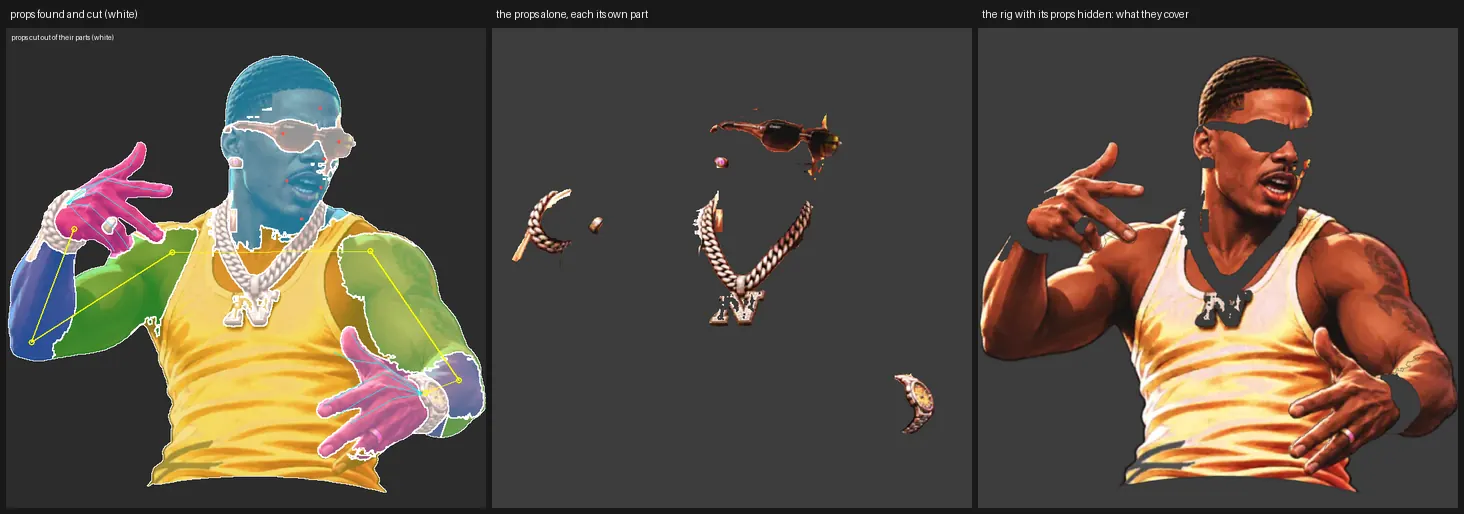 props found and cut (white)
the props alone, each its own part
the rig with its props hidden: what they cover
props cut out of their parts (white)
N
N
N